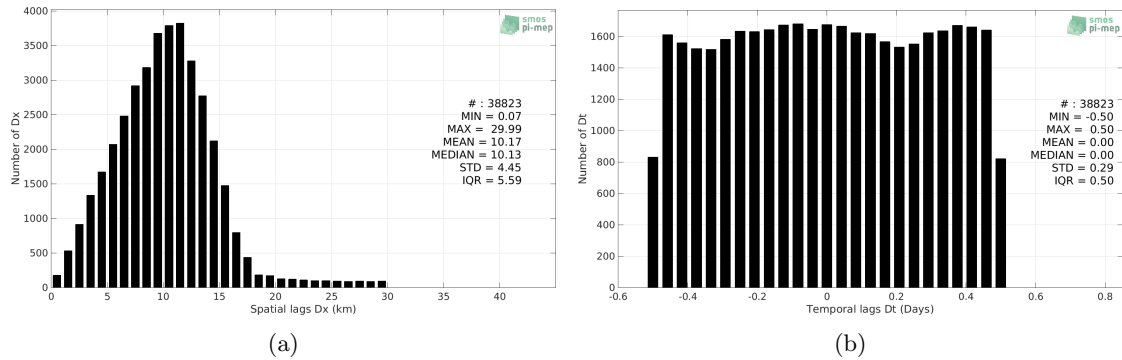 4000
3500
3000
2500
2000
1500
1000
500
0
Number of Dx
0 5 10 15 20 25 30 35 40 45
Spatial lags Dx (km)
smos
pi-mep
# : 38823
MIN = 0.07
MAX = 29.99
MEAN = 10.17
MEDIAN = 10.13
STD = 4.45
IQR = 5.59
(a)
1600
1400
1200
1000
800
600
400
200
0
Number of Dt
-0.6 -0.4 -0.2 0 0.2 0.4 0.6 0.8
Temporal lags Dt (Days)
smos
pi-mep
# : 38823
MIN = -0.50
MAX = 0.50
MEAN = 0.00
MEDIAN = 0.00
STD = 0.29
IQR = 0.50
(b)